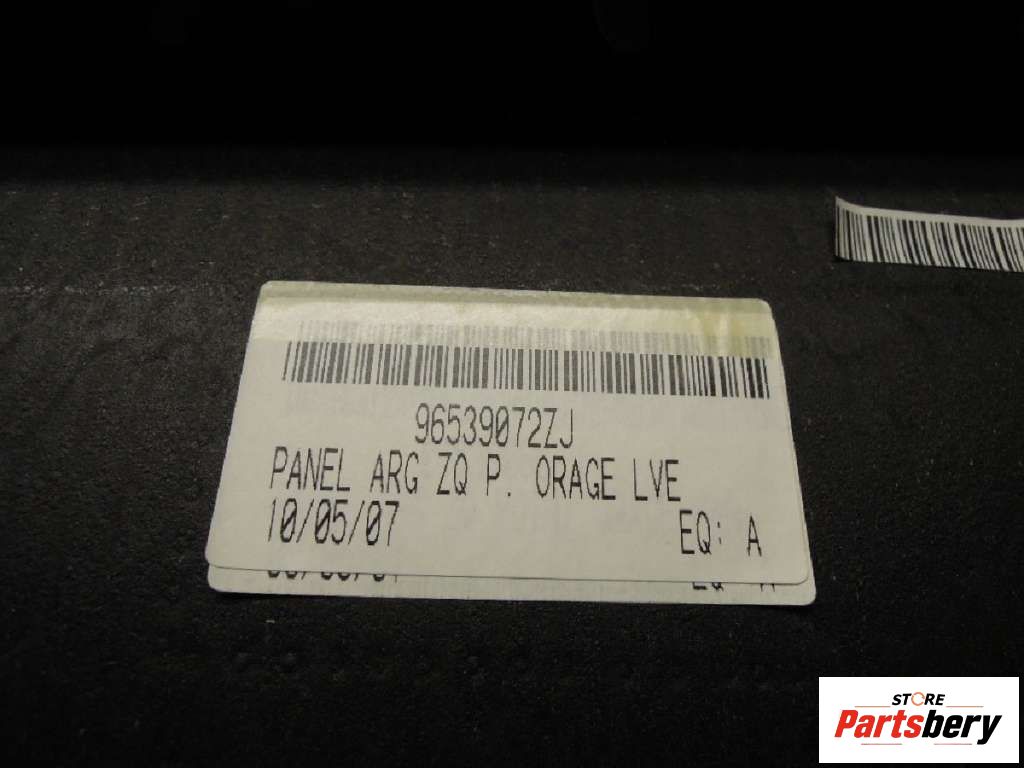 96539072ZJ
PANEL ARG ZQ P. ORAGE LVE
10/05/07 EQ: A
STORE
Partsbery